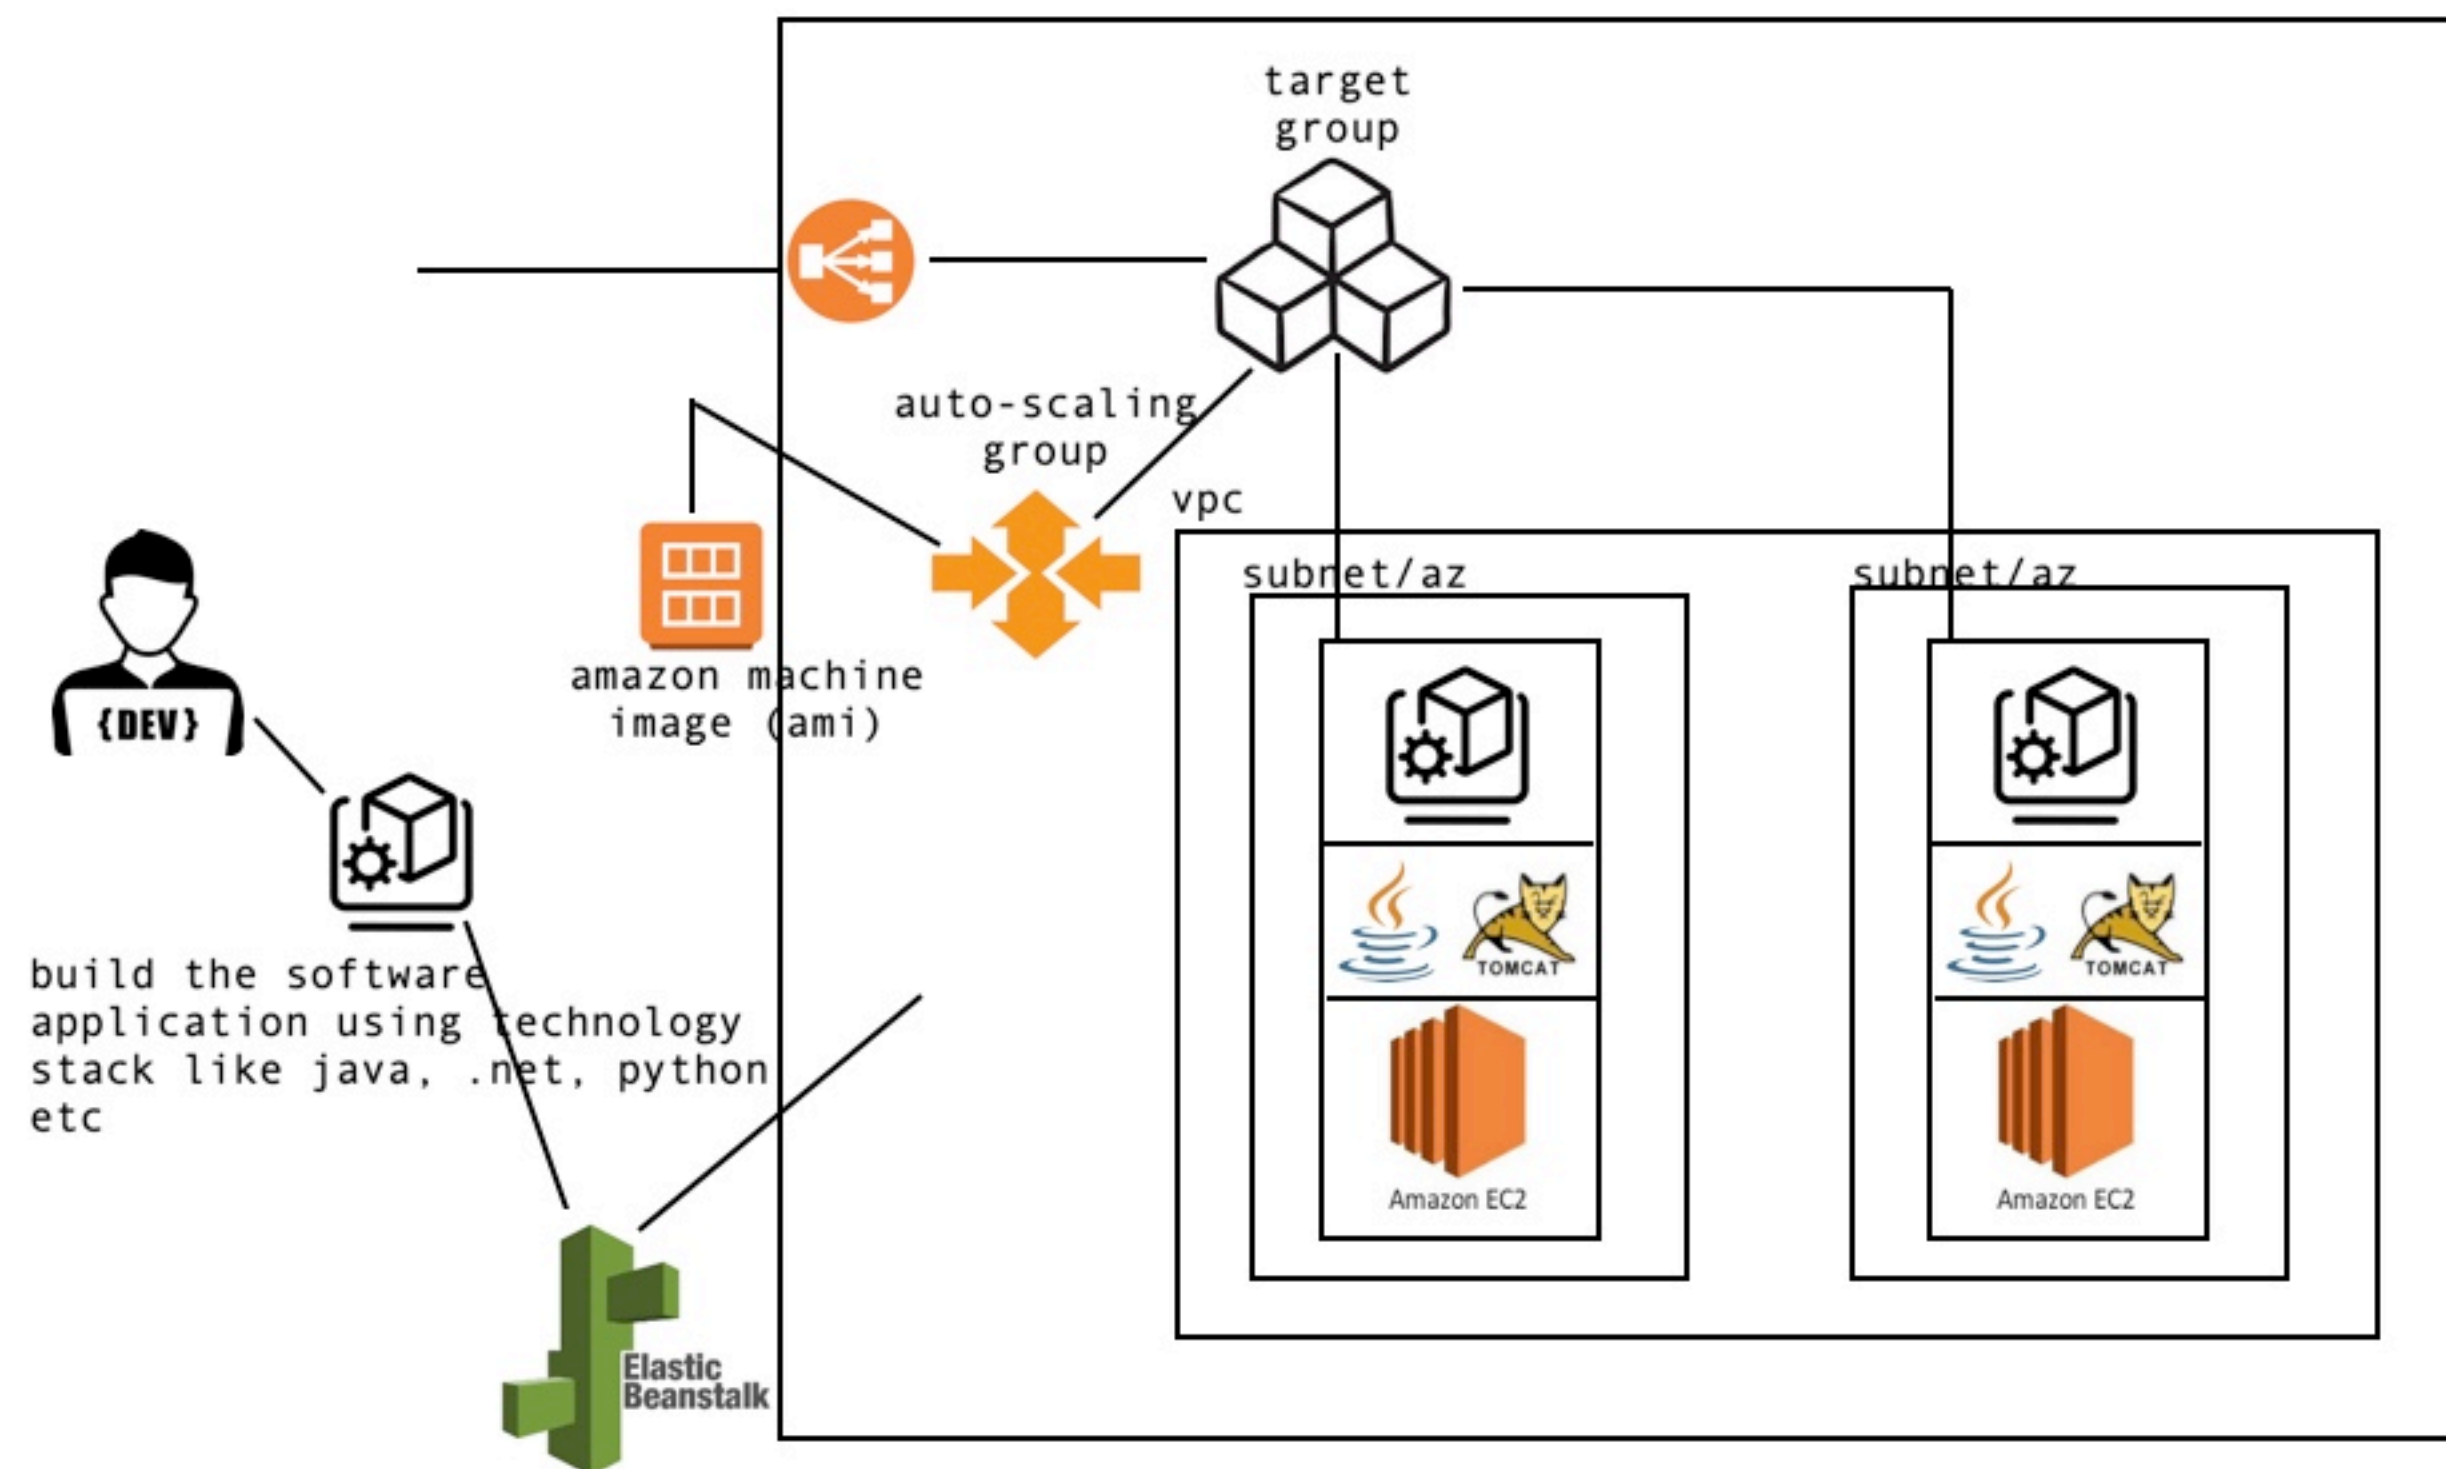 target
group
auto-scaling
group
vpc
subnet/az
subnet/az
amazon machine
image (ami)
{DEV}
build the software
application using technology
stack like java, .net, python
etc
TOMCAT
TOMCAT
Amazon EC2
Amazon EC2
Elastic
Beanstalk